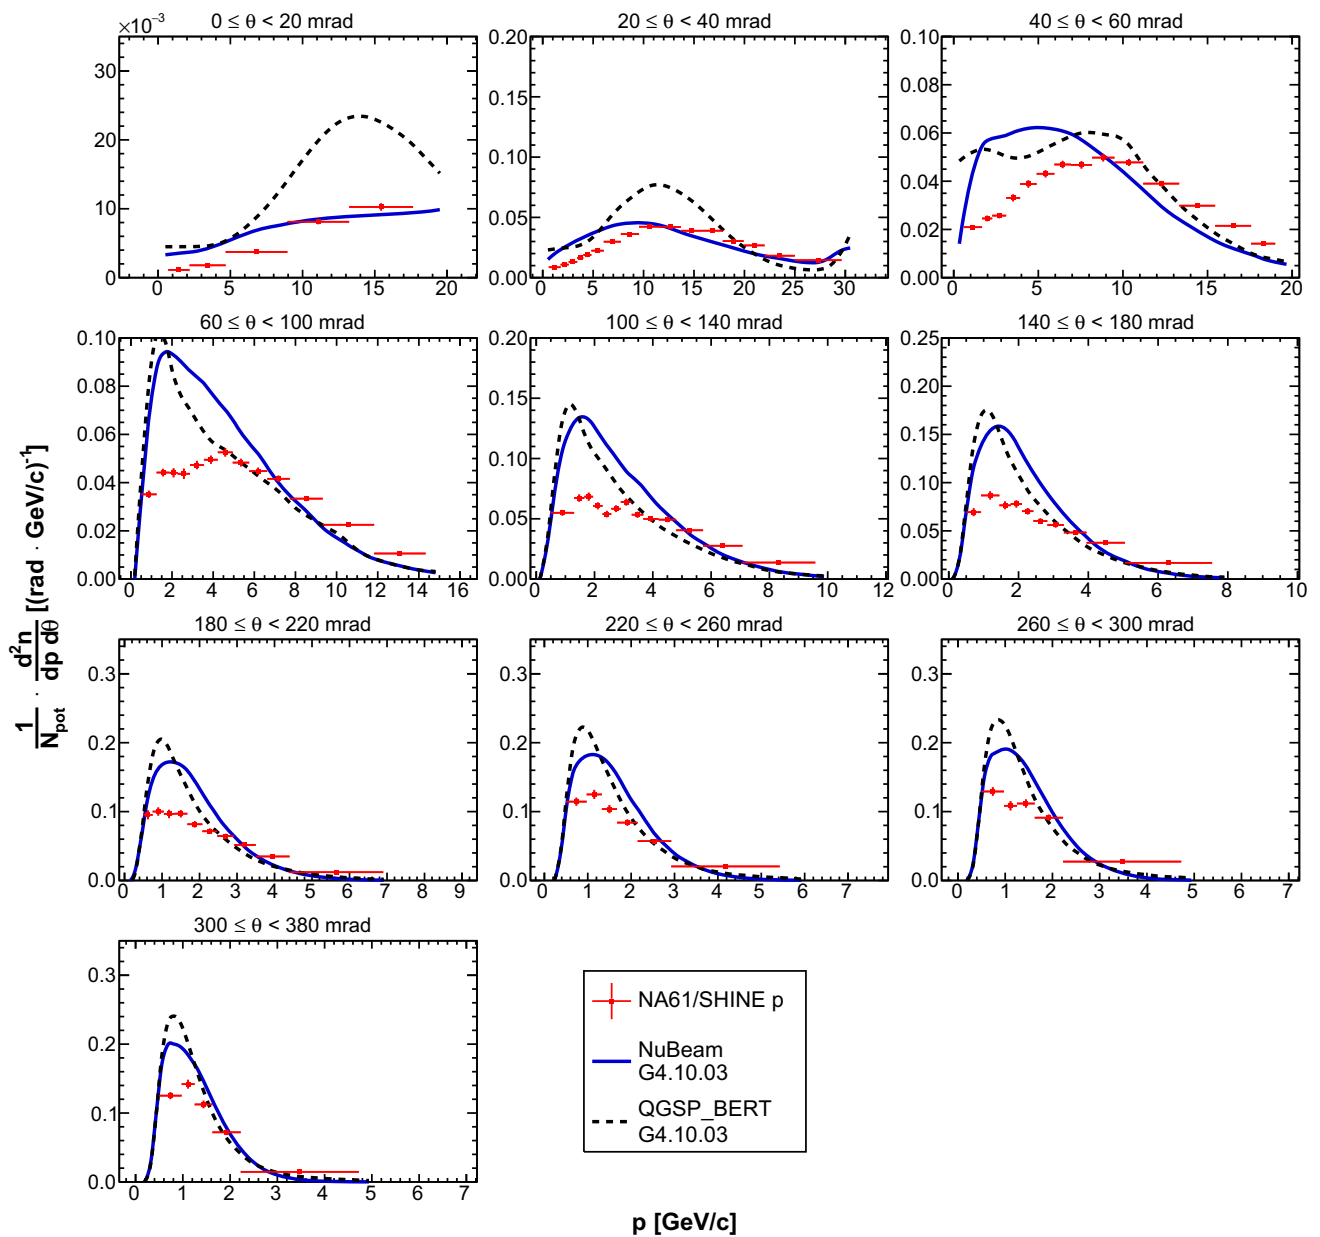 ×10⁻³
0 ≤ θ < 20 mrad
30
20
10
0
0 5 10 15 20
20 ≤ θ < 40 mrad
0.20
0.15
0.10
0.05
0.00
0 5 10 15 20 25 30
40 ≤ θ < 60 mrad
0.10
0.08
0.06
0.04
0.02
0.00
0 5 10 15 20
60 ≤ θ < 100 mrad
0.10
0.08
0.06
0.04
0.02
0.00
0 2 4 6 8 10 12 14 16
100 ≤ θ < 140 mrad
0.20
0.15
0.10
0.05
0.00
0 2 4 6 8 10 12
140 ≤ θ < 180 mrad
0.25
0.20
0.15
0.10
0.05
0.00
0 2 4 6 8 10
180 ≤ θ < 220 mrad
0.3
0.2
0.1
0.0
0 1 2 3 4 5 6 7 8 9
220 ≤ θ < 260 mrad
0.3
0.2
0.1
0.0
0 1 2 3 4 5 6 7
260 ≤ θ < 300 mrad
0.3
0.2
0.1
0.0
0 1 2 3 4 5 6 7
300 ≤ θ < 380 mrad
0.3
0.2
0.1
0.0
0 1 2 3 4 5 6 7
NA61/SHINE p
NuBeam
G4.10.03
QGSP_BERT
G4.10.03
1/N_pot · d²n/dp dθ [(rad · GeV/c)⁻¹]
p [GeV/c]